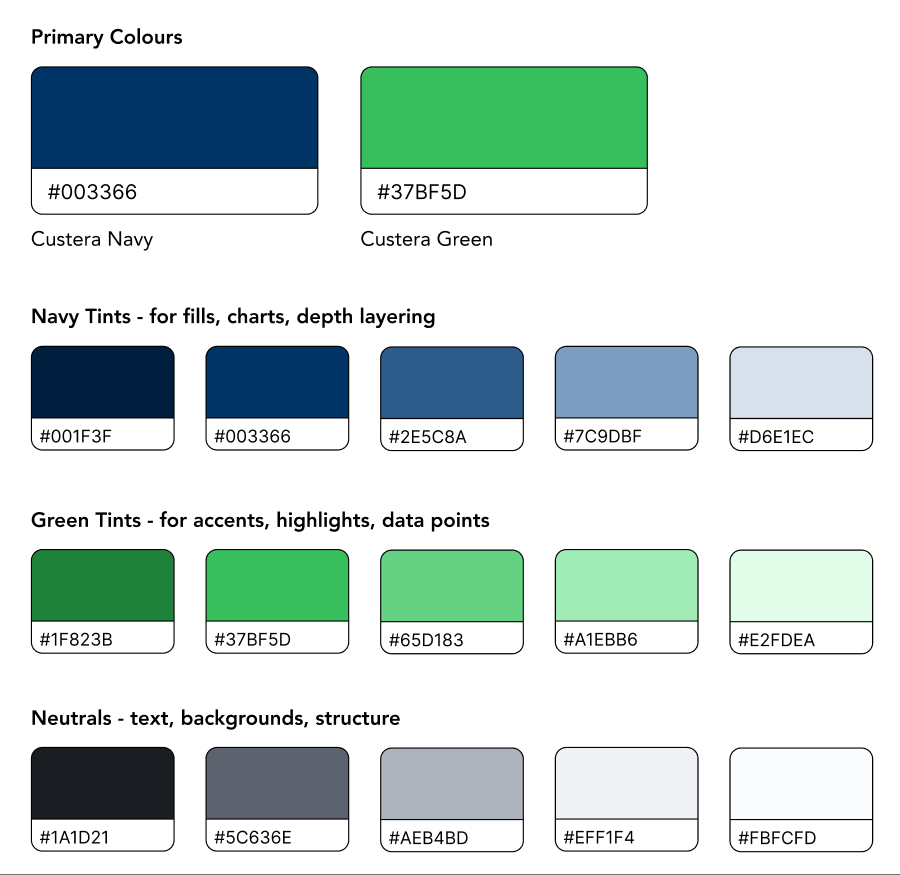 Primary Colours
#003366 #37BF5D
Custera Navy Custera Green
Navy Tints - for fills, charts, depth layering
#001F3F #003366 #2E5C8A #7C9DBF #D6E1EC
Green Tints - for accents, highlights, data points
#1F823B #37BF5D #65D183 #A1EBB6 #E2FDEA
Neutrals - text, backgrounds, structure
#1A1D21 #5C636E #AEB4BD #EFF1F4 #FBFCFD